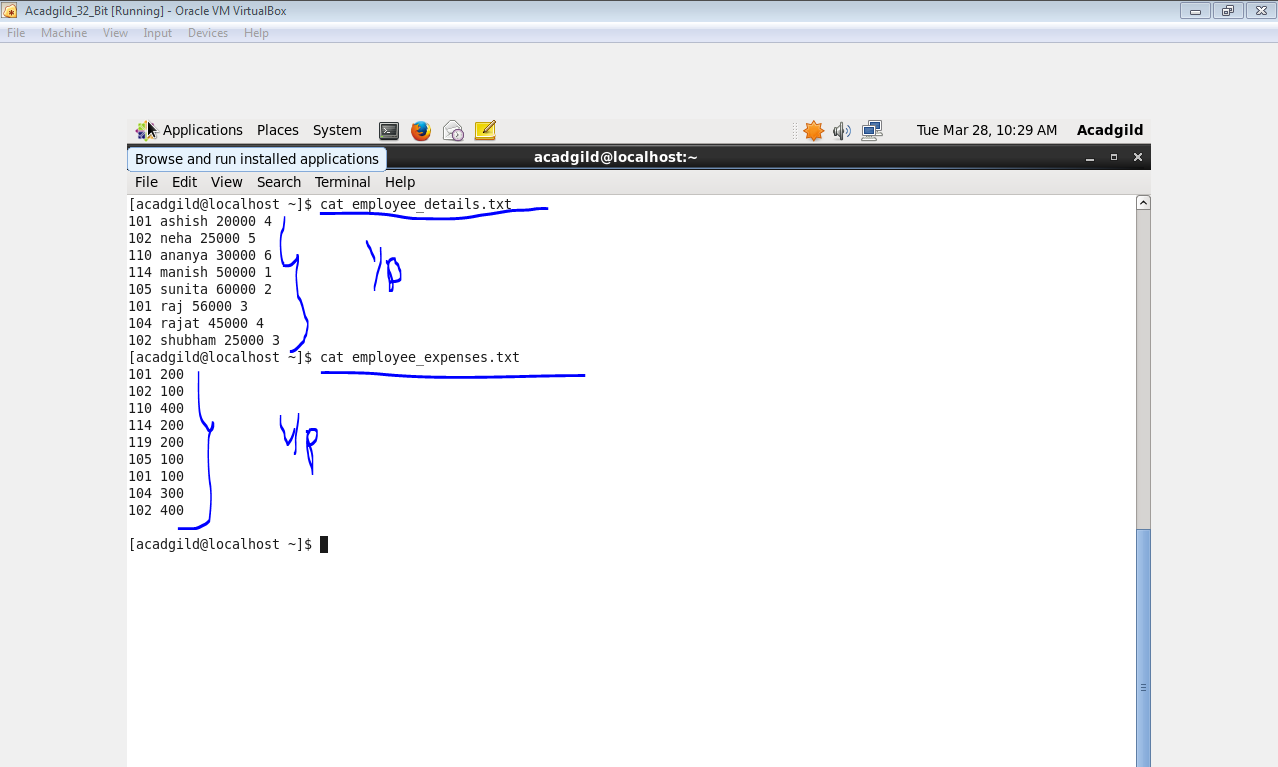 Acadgild_32_Bit [Running] - Oracle VM VirtualBox
File Machine View Input Devices Help
Applications Places System Tue Mar 28, 10:29 AM Acadgild
Browse and run installed applications acadgild@localhost:~
File Edit View Search Terminal Help
[acadgild@localhost ~]$ cat employee_details.txt
101 ashish 20000 4
102 neha 25000 5
110 ananya 30000 6
114 manish 50000 1
105 sunita 60000 2
101 raj 56000 3
104 rajat 45000 4
102 shubham 25000 3
I/p
[acadgild@localhost ~]$ cat employee_expenses.txt
101 200
102 100
110 400
114 200
119 200
105 100
101 100
104 300
102 400
I/p
[acadgild@localhost ~]$